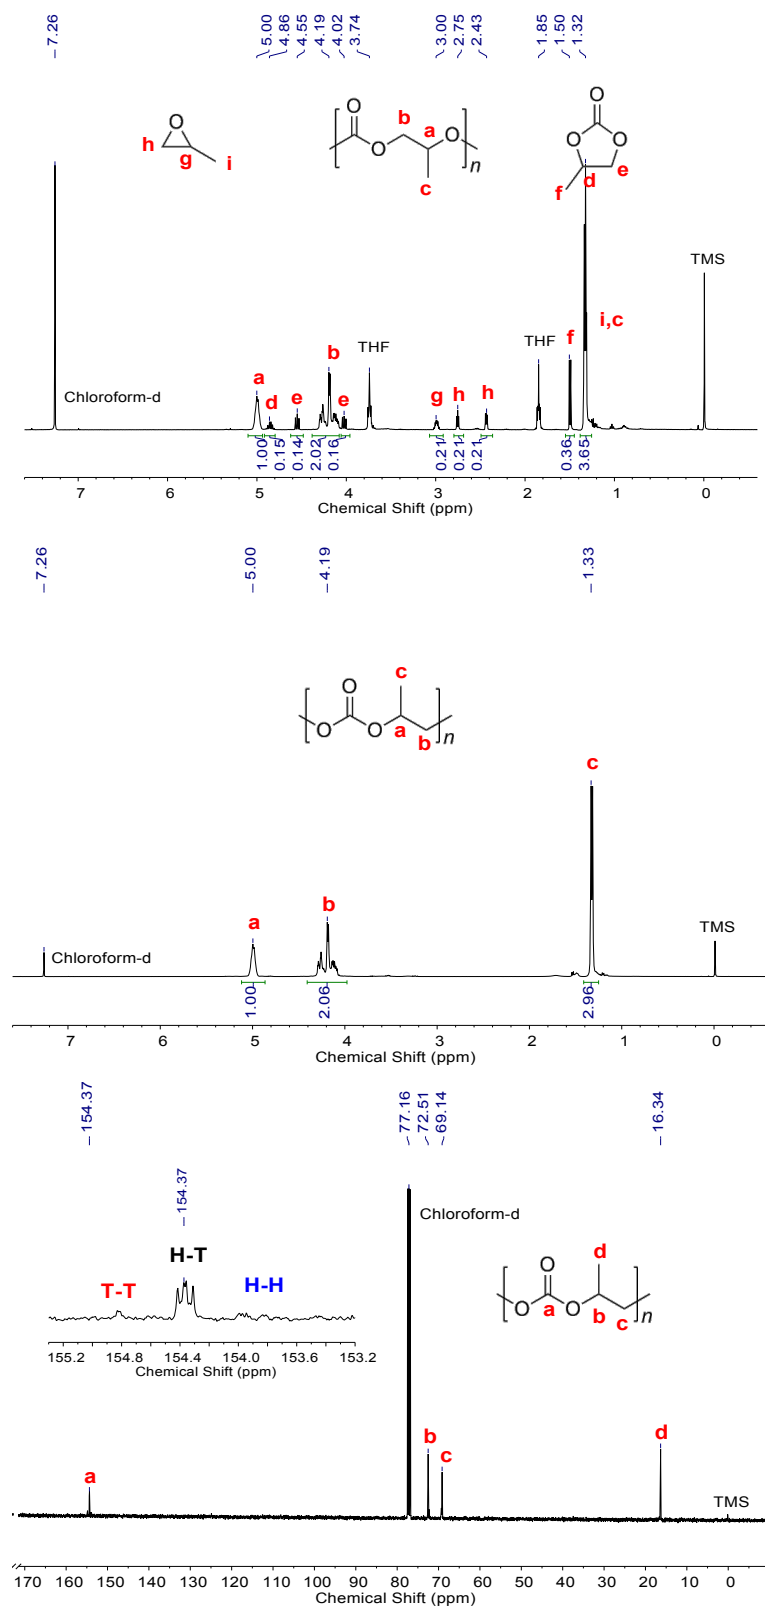 7.26
5.00
4.86
4.55
4.19
4.02
3.74
3.00
2.75
2.43
1.85
1.50
1.32
O
h
g
i
O
O
O
n
b
a
c
O
O
O
f
d
e
TMS
i,c
THF
THF
f
b
a
d
e
e
g
h
h
Chloroform-d
1.00
0.15
0.14
2.02
0.16
0.21
0.21
0.21
0.36
3.65
7 6 5 4 3 2 1 0
Chemical Shift (ppm)
7.26
5.00
4.19
1.33
c
O
O
O
a
b
n
c
a
b
TMS
Chloroform-d
1.00
2.06
2.96
7 6 5 4 3 2 1 0
Chemical Shift (ppm)
154.37
77.16
72.51
69.14
16.34
154.37
Chloroform-d
H-T
T-T
H-H
155.2 154.8 154.4 154.0 153.6 153.2
Chemical Shift (ppm)
d
O
O
O
a
b
c
n
a
b
c
d
TMS
170 160 150 140 130 120 110 100 90 80 70 60 50 40 30 20 10 0
Chemical Shift (ppm)